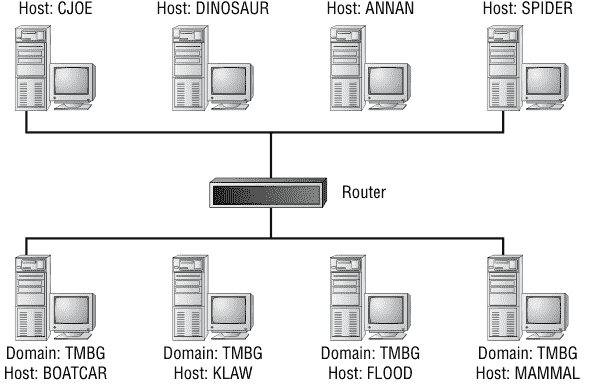 Host: CJOE
Host: DINOSAUR
Host: ANNAN
Host: SPIDER
Router
Domain: TMBG
Host: BOATCAR
Domain: TMBG
Host: KLAW
Domain: TMBG
Host: FLOOD
Domain: TMBG
Host: MAMMAL